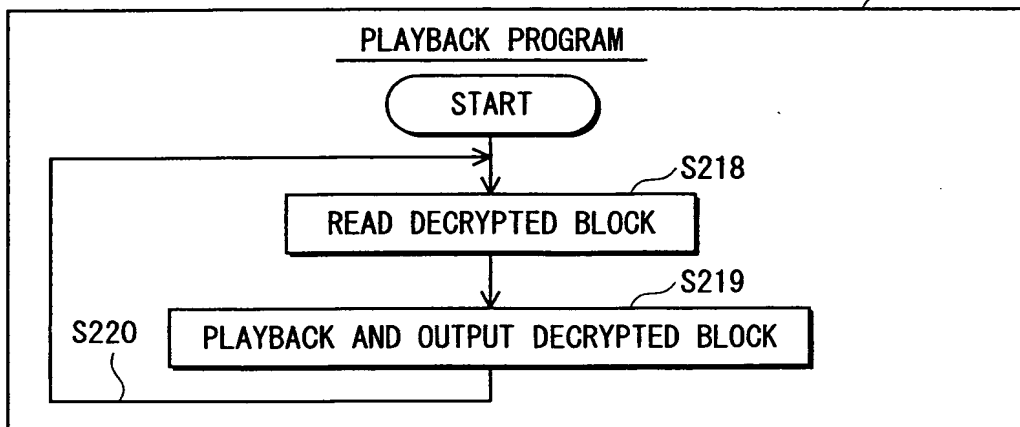 PLAYBACK PROGRAM
START
S218
READ DECRYPTED BLOCK
S219
PLAYBACK AND OUTPUT DECRYPTED BLOCK
S220